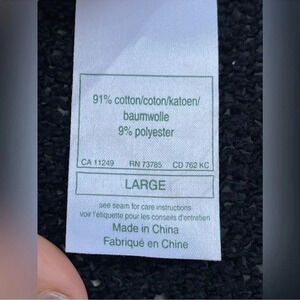 91% cotton/coton/katoen/
baumwolle
9% polyester
CA 11249 RN 73785 CD 762 KC
LARGE
see seam for care instructions
voir l'étiquette pour les conseils d'entretien
Made in China
Fabriqué en Chine